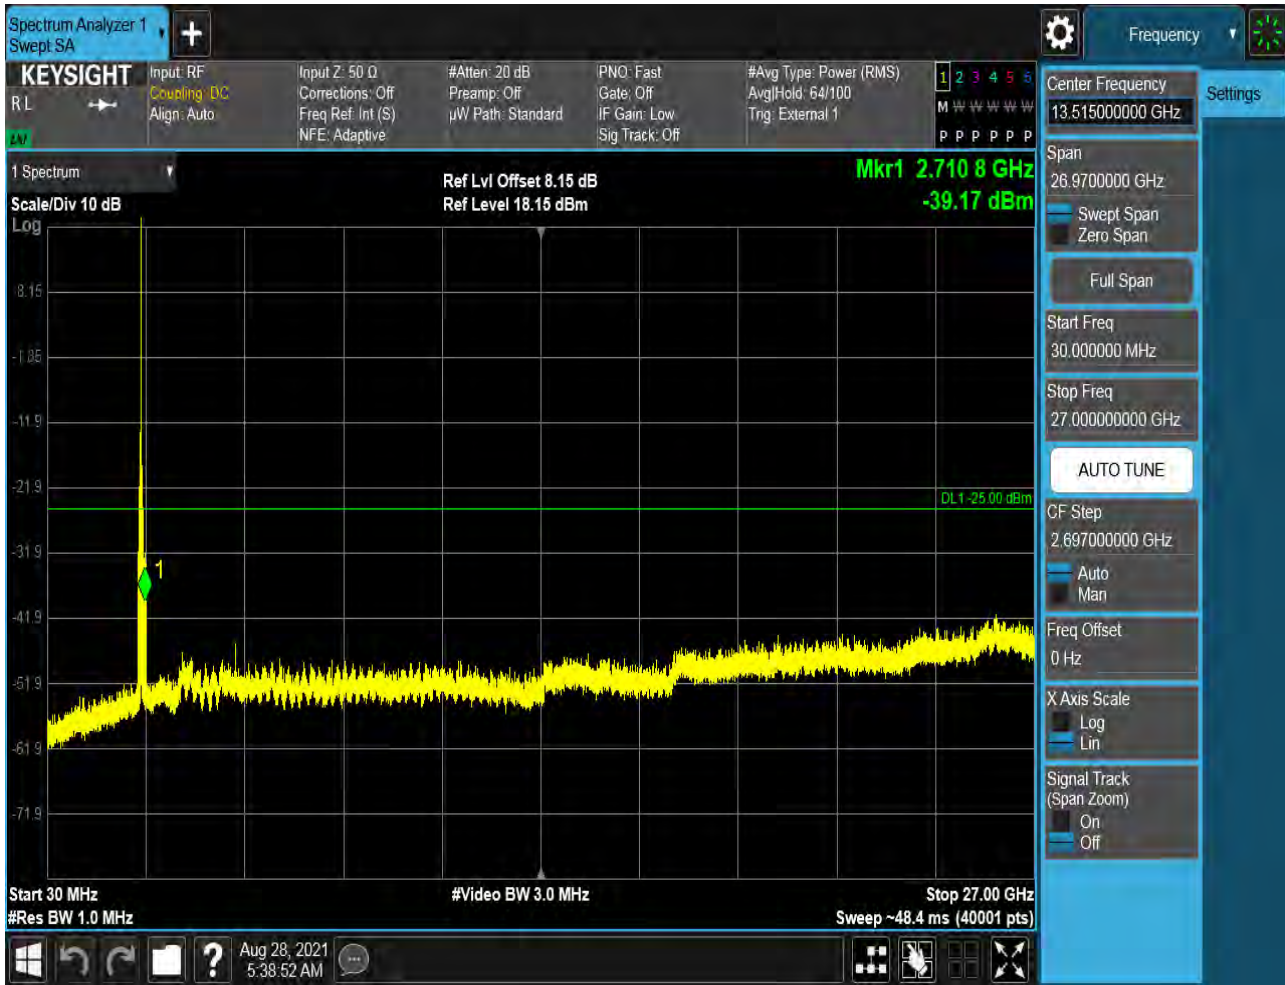 Spectrum Analyzer 1
Swept SA
Frequency
KEYSIGHT
R L
Input: RF
Coupling: DC
Align: Auto
Input Z: 50 Ω
Corrections: Off
Freq Ref: Int (S)
NFE: Adaptive
#Atten: 20 dB
Preamp: Off
µW Path: Standard
PNO: Fast
Gate: Off
IF Gain: Low
Sig Track: Off
#Avg Type: Power (RMS)
Avg|Hold: 64/100
Trig: External 1
1 2 3 4 5 6
M W W W W W
P P P P P P
1 Spectrum
Scale/Div 10 dB
Log
Ref Lvl Offset 8.15 dB
Ref Level 18.15 dBm
Mkr1 2.710 8 GHz
-39.17 dBm
8.15
-1.85
-11.9
-21.9
DL1 -25.00 dBm
-31.9
1
-41.9
-51.9
-61.9
-71.9
Start 30 MHz
#Video BW 3.0 MHz
Stop 27.00 GHz
#Res BW 1.0 MHz
Sweep ~48.4 ms (40001 pts)
Aug 28, 2021
5:38:52 AM
Center Frequency
13.515000000 GHz
Settings
Span
26.9700000 GHz
Swept Span
Zero Span
Full Span
Start Freq
30.000000 MHz
Stop Freq
27.000000000 GHz
AUTO TUNE
CF Step
2.697000000 GHz
Auto
Man
Freq Offset
0 Hz
X Axis Scale
Log
Lin
Signal Track
(Span Zoom)
On
Off